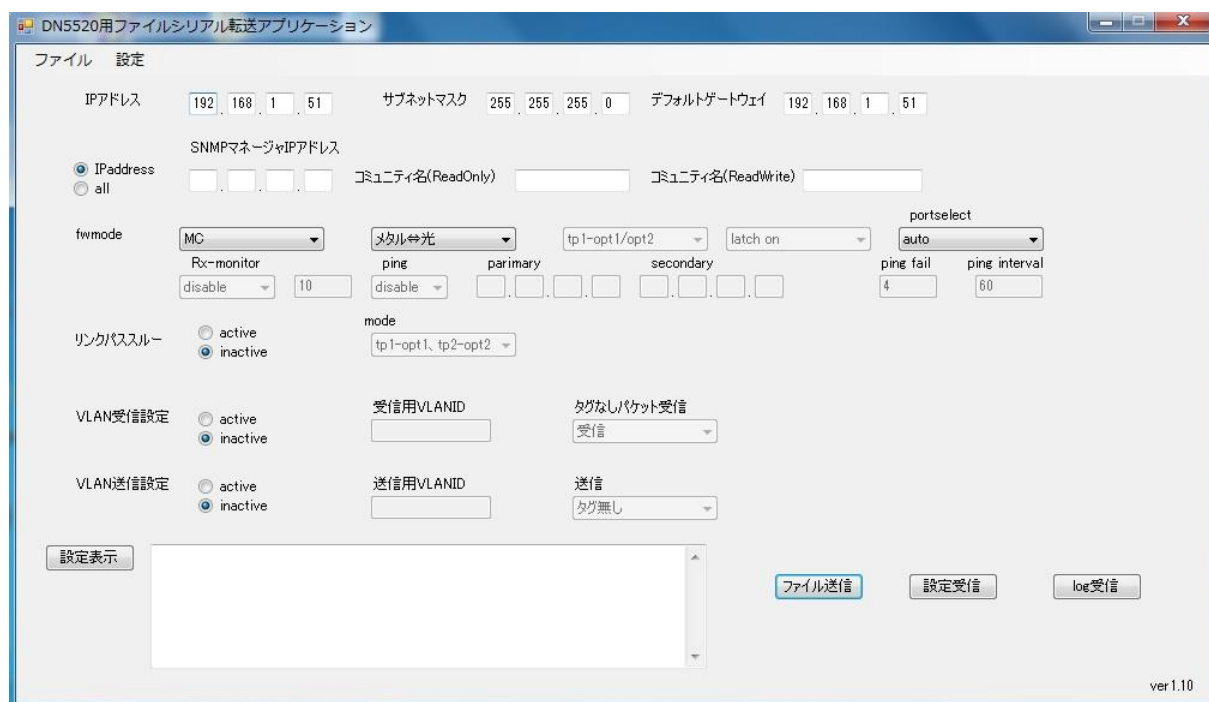 DN5520用ファイルシリアル転送アプリケーション
ファイル 設定
IPアドレス 192 . 168 . 1 . 51 サブネットマスク 255 . 255 . 255 . 0 デフォルトゲートウェイ 192 . 168 . 1 . 51
SNMPマネージャIPアドレス
IPaddress
all
. . . コミュニティ名(ReadOnly) コミュニティ名(ReadWrite)
portselect
fwmode MC メタル⇔光 tp1-opt1/opt2 latch on auto
Rx-monitor ping parimary secondary ping fail ping interval
disable 10 disable . . . . . . 4 60
mode
リンクパススルー active
inactive
tp1-opt1、tp2-opt2
受信用VLANID タグなしパケット受信
VLAN受信設定 active
inactive
受信
VLAN送信設定 active 送信用VLANID 送信
inactive
タグ無し
設定表示
ファイル送信 設定受信 log受信
ver1.10